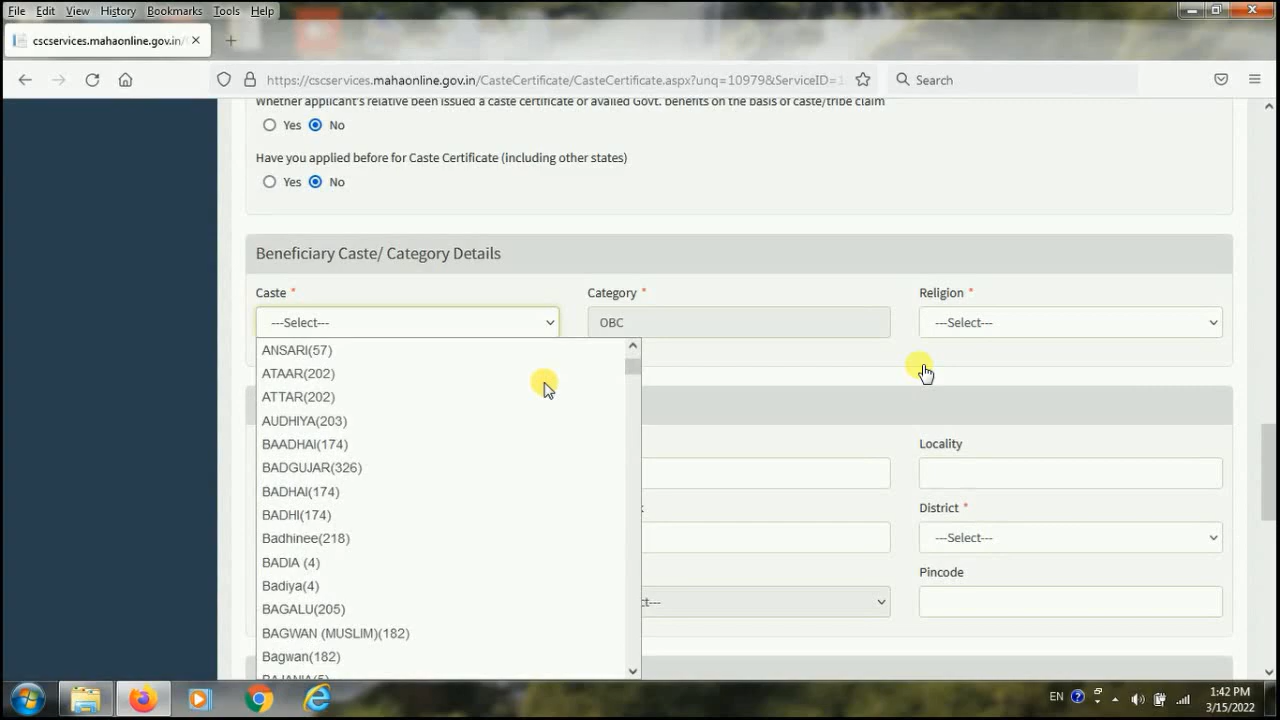 File Edit View History Bookmarks Tools Help
cscservices.mahaonline.gov.in/
https://cscservices.mahaonline.gov.in/CasteCertificate/CasteCertificate.aspx?unq=10979&ServiceID=1
Search
Whether applicant's relative been issued a caste certificate or availed Govt. benefits on the basis of caste/tribe claim
Yes No
Have you applied before for Caste Certificate (including other states)
Yes No
Beneficiary Caste/ Category Details
Caste * Category * Religion *
---Select--- OBC ---Select---
ANSARI(57)
ATAAR(202)
ATTAR(202)
AUDHIYA(203)
BAADHAI(174)
BADGUJAR(326)
BADHAI(174)
BADHI(174)
Badhinee(218)
BADIA (4)
Badiya(4)
BAGALU(205)
BAGWAN (MUSLIM)(182)
Bagwan(182)
BAJANIA(5)
Locality
District *
---Select---
Pincode
EN
1:42 PM
3/15/2022